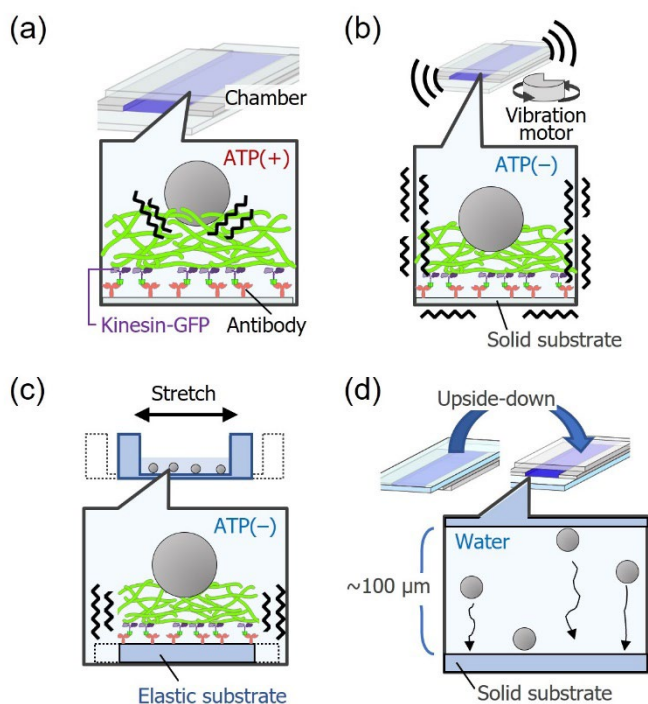 (a)
Chamber
ATP(+)
Kinesin-GFP
Antibody
(b)
Vibration
motor
ATP(−)
Solid substrate
(c)
Stretch
ATP(−)
Elastic substrate
(d)
Upside-down
Water
~100 μm
Solid substrate